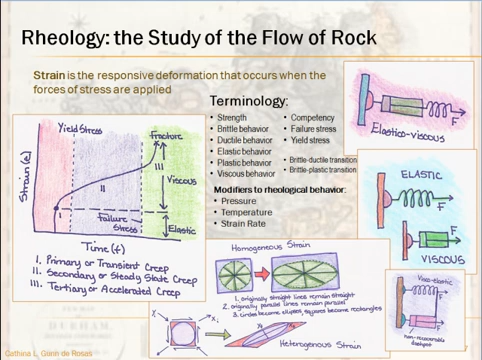 Rheology: the Study of the Flow of Rock
Strain is the responsive deformation that occurs when the
forces of stress are applied
Terminology:
• Strength
• Brittle behavior
• Ductile behavior
• Elastic behavior
• Plastic behavior
• Viscous behavior
• Competency
• Failure stress
• Yield stress
• Brittle-ductile transition
• Brittle-plastic transition
Modifiers to rheological behavior:
• Pressure
• Temperature
• Strain Rate
Yield Stress
Fracture
III
Viscous
II
I
Failure
Stress
Elastic
Strain (e)
Time (t)
I. Primary or Transient Creep
II. Secondary or Steady State Creep
III. Tertiary or Accelerated Creep
F
Elastico-viscous
ELASTIC
F
F
VISCOUS
Homogeneous Strain
1. originally straight lines remain straight
2. originally parallel lines remain parallel
3. circles become ellipses, squares become rectangles
Heterogeneous Strain
Visco-elastic
F
non-recoverable
Cathina L. Gunn de Rosas